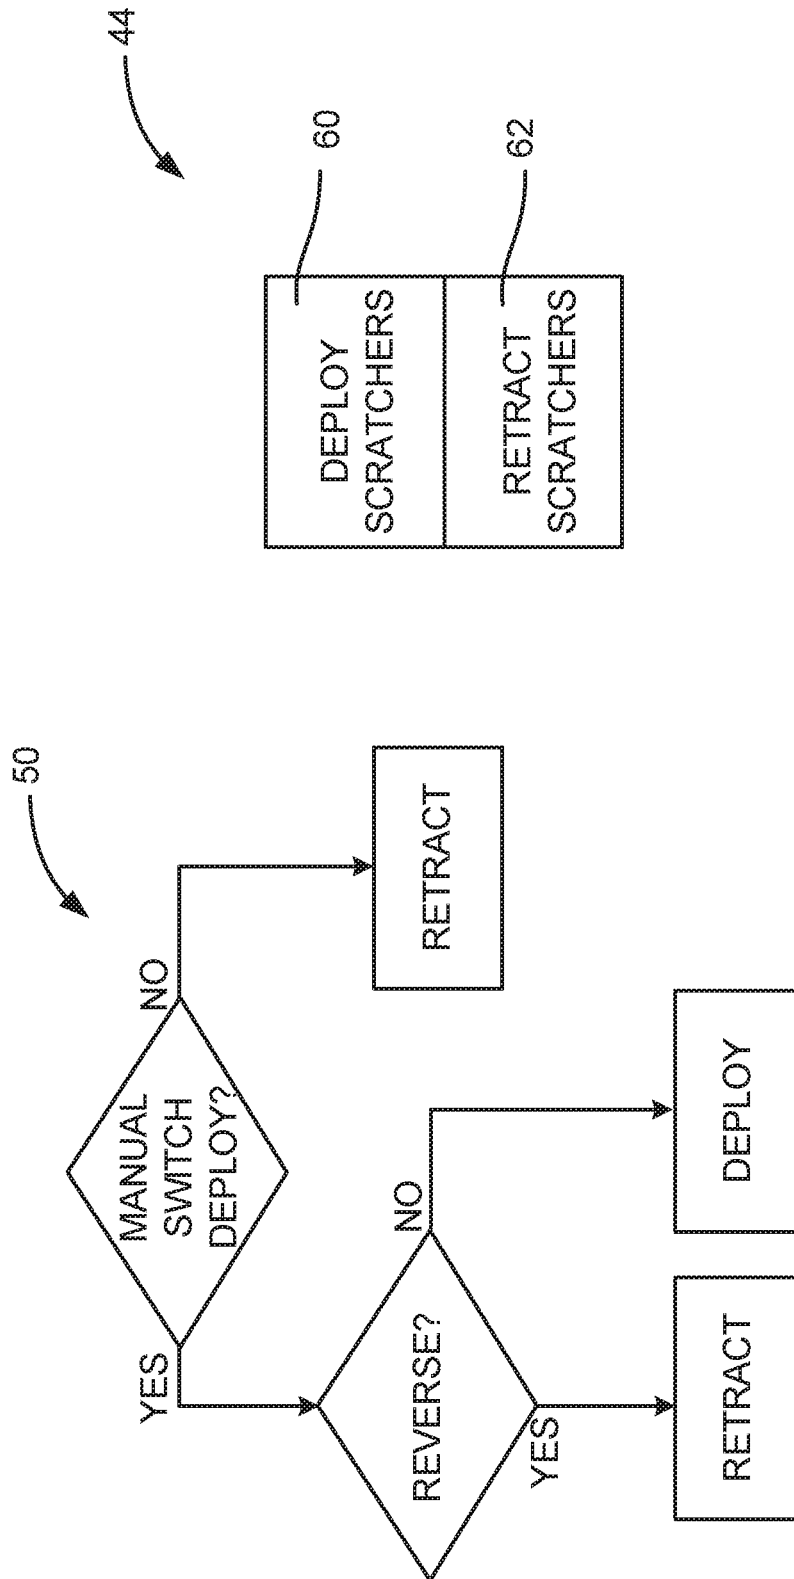 50
MANUAL
SWITCH
DEPLOY?
YES
NO
REVERSE?
NO
YES
RETRACT
RETRACT
DEPLOY
44
DEPLOY
SCRATCHERS
60
RETRACT
SCRATCHERS
62